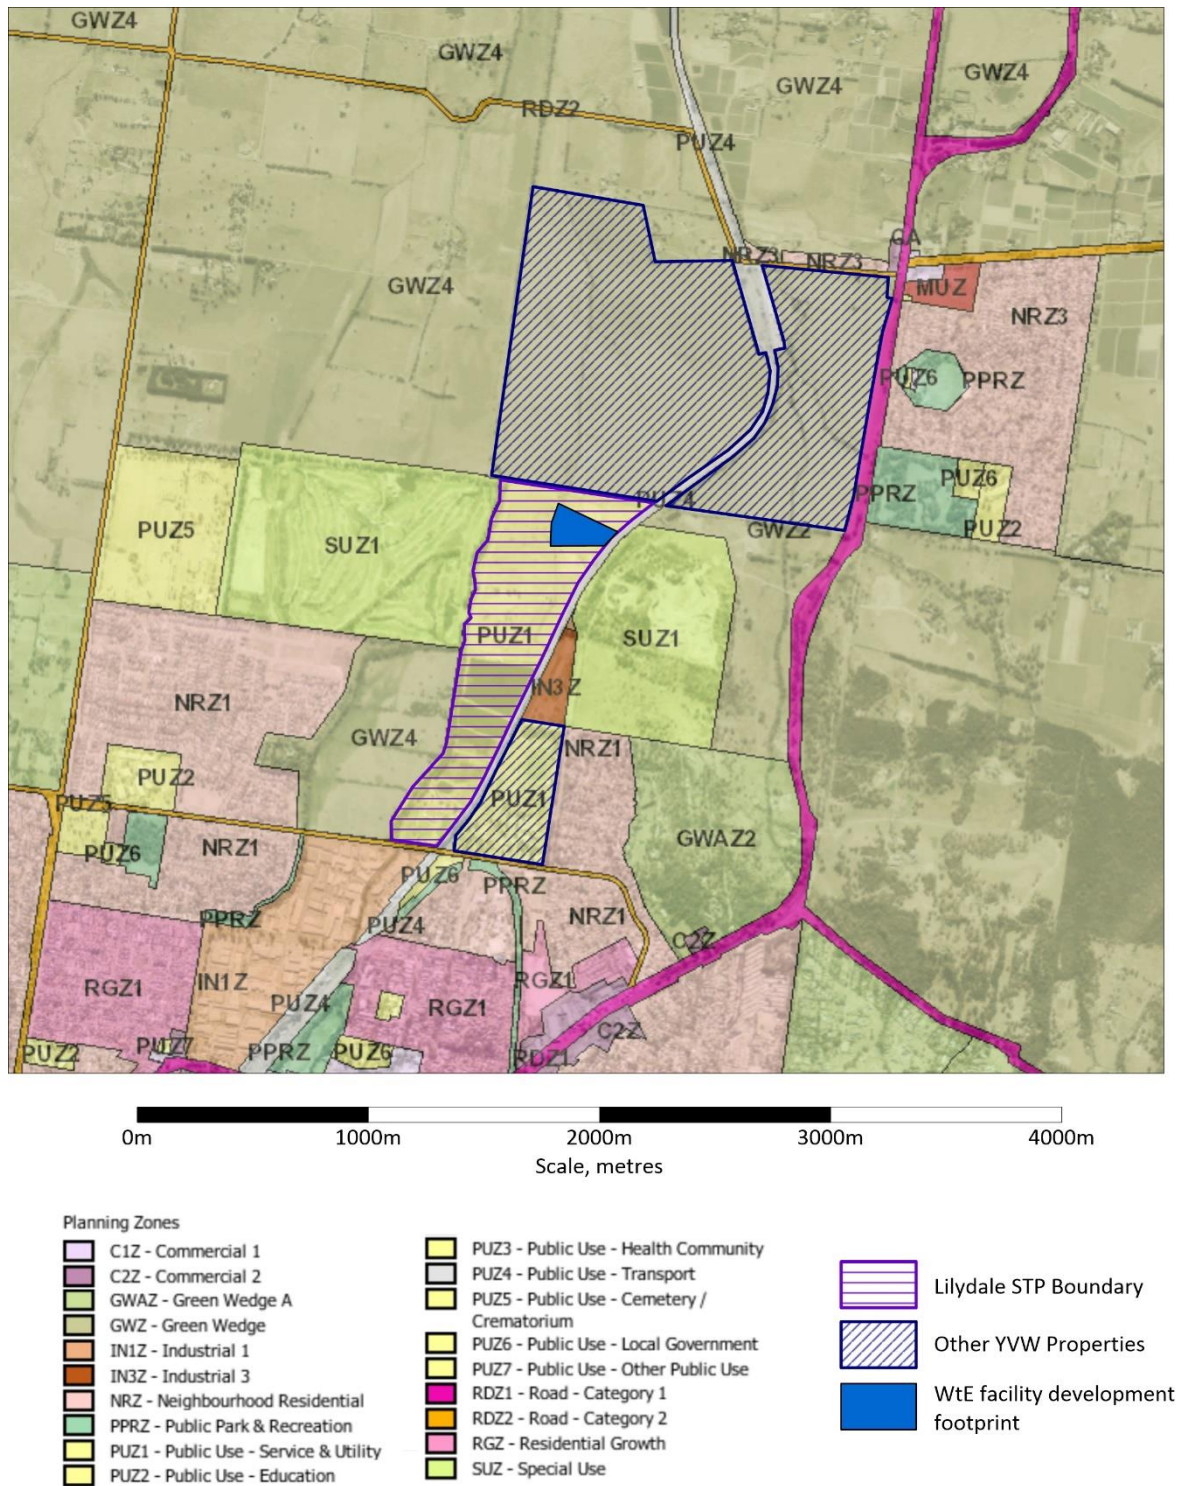 GWZ4
GWZ4
GWZ4
GWZ4
RDZ2
PUZ4
GWZ4
NRZ3
NRZ3
CA
MUZ
NRZ3
PUZ6
PPRZ
PUZ5
SUZ1
PUZ4
GWZ2
PPRZ
PUZ6
PUZ2
PUZ1
SUZ1
IN3Z
NRZ1
GWZ4
NRZ1
PUZ2
PUZ5
PUZ1
GWAZ2
PUZ6
NRZ1
PUZ6
PPRZ
PPRZ
PUZ4
NRZ1
C2Z
RGZ1
IN1Z
PUZ4
RGZ1
RGZ1
C2Z
PUZ2
PUZ7
PPRZ
PUZ6
RDZ1
0m 1000m 2000m 3000m 4000m
Scale, metres
Planning Zones
C1Z - Commercial 1
C2Z - Commercial 2
GWAZ - Green Wedge A
GWZ - Green Wedge
IN1Z - Industrial 1
IN3Z - Industrial 3
NRZ - Neighbourhood Residential
PPRZ - Public Park & Recreation
PUZ1 - Public Use - Service & Utility
PUZ2 - Public Use - Education
PUZ3 - Public Use - Health Community
PUZ4 - Public Use - Transport
PUZ5 - Public Use - Cemetery /
Crematorium
PUZ6 - Public Use - Local Government
PUZ7 - Public Use - Other Public Use
RDZ1 - Road - Category 1
RDZ2 - Road - Category 2
RGZ - Residential Growth
SUZ - Special Use
Lilydale STP Boundary
Other YVW Properties
WtE facility development
footprint